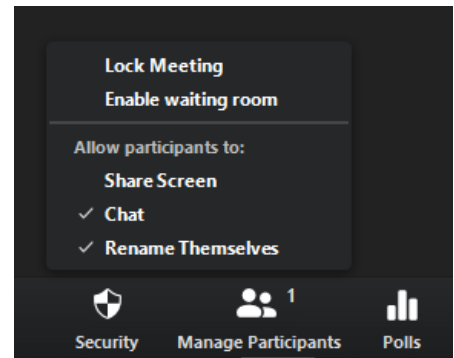 Lock Meeting
Enable waiting room
Allow participants to:
Share Screen
Chat
Rename Themselves
1
Security Manage Participants Polls